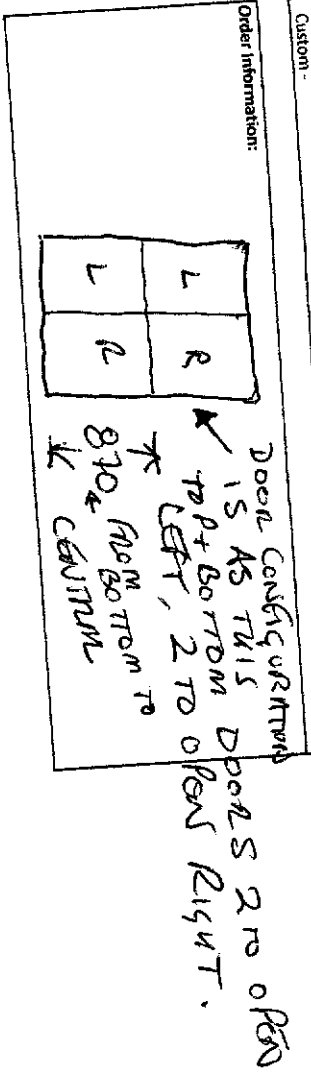 Custom -
Order Information:
L R
L R
DOOR CONFIGURATION
IS AS THIS
TOP + BOTTOM DOORS 2 TO OPEN
LEFT, 2 TO OPEN RIGHT.
870 FROM
BOTTOM TO
CENTRE